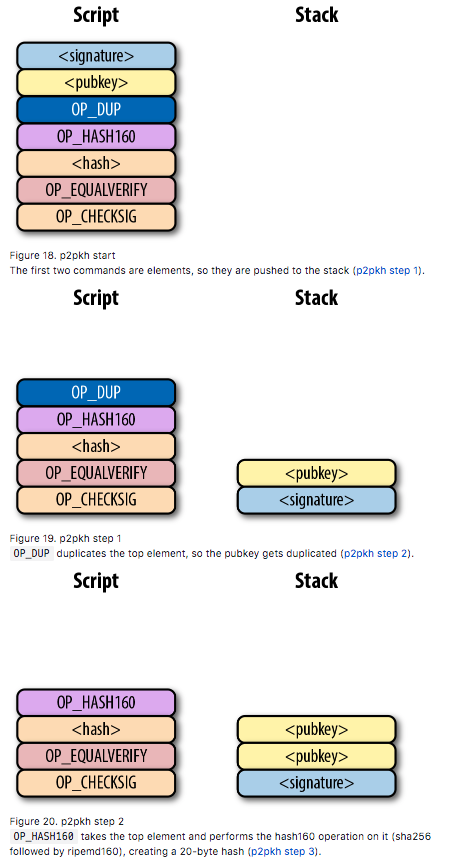 Script Stack
<signature>
<pubkey>
OP_DUP
OP_HASH160
<hash>
OP_EQUALVERIFY
OP_CHECKSIG
Figure 18. p2pkh start
The first two commands are elements, so they are pushed to the stack (p2pkh step 1).
Script Stack
OP_DUP
OP_HASH160
<hash>
OP_EQUALVERIFY <pubkey>
OP_CHECKSIG <signature>
Figure 19. p2pkh step 1
OP_DUP duplicates the top element, so the pubkey gets duplicated (p2pkh step 2).
Script Stack
OP_HASH160
<hash> <pubkey>
OP_EQUALVERIFY <pubkey>
OP_CHECKSIG <signature>
Figure 20. p2pkh step 2
OP_HASH160 takes the top element and performs the hash160 operation on it (sha256
followed by ripemd160), creating a 20-byte hash (p2pkh step 3).